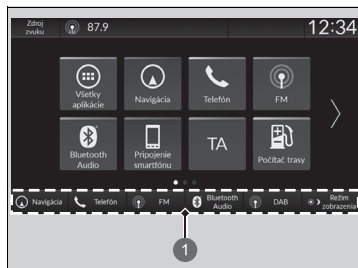 Zdroj
zvuku
87.9
12:34
Všetky
aplikácie
Navigácia
Telefón
FM
Bluetooth
Audio
Pripojenie
smartfónu
TA
Počítač trasy
Navigácia
Telefón
FM
Bluetooth
Audio
DAB
Režim
zobrazenia
1